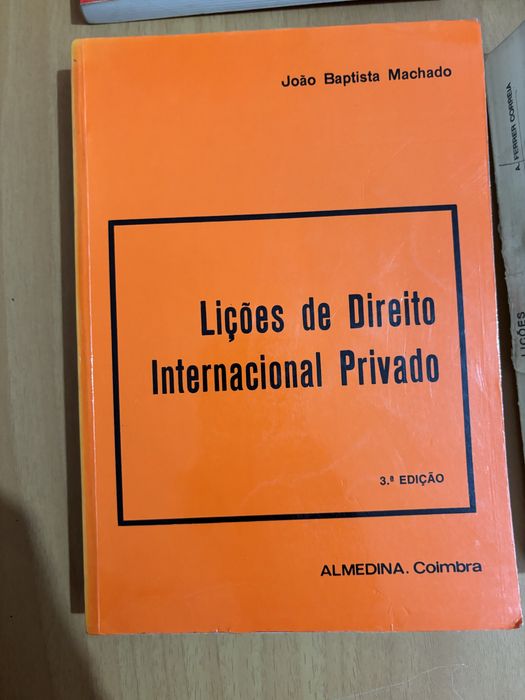 João Baptista Machado
Lições de Direito
Internacional Privado
3.ª EDIÇÃO
ALMEDINA. Coimbra
A. FERRER CORREIA
LIÇÕES